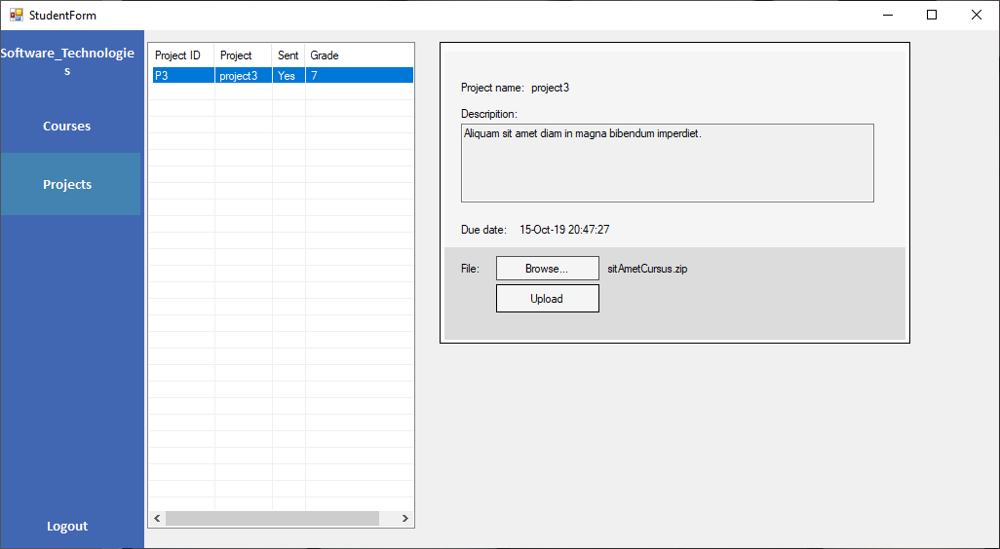 StudentForm
Software_Technologie
s
Courses
Projects
Logout
Project ID Project Sent Grade
P3 project3 Yes 7
Project name: project3
Descripition:
Aliquam sit amet diam in magna bibendum imperdiet.
Due date: 15-Oct-19 20:47:27
File: Browse... sitAmetCursus.zip
Upload